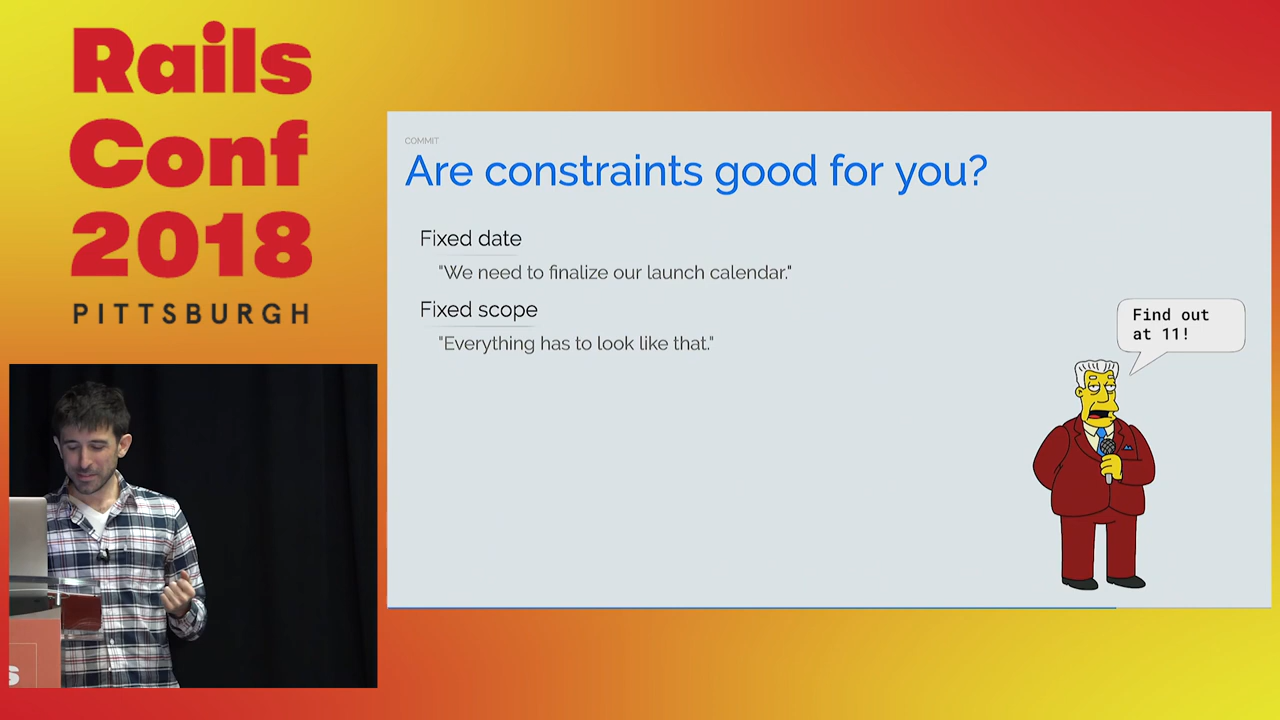 Rails
Conf
2018
PITTSBURGH
COMMIT
Are constraints good for you?
Fixed date
"We need to finalize our launch calendar."
Fixed scope
"Everything has to look like that."
Find out
at 11!
s